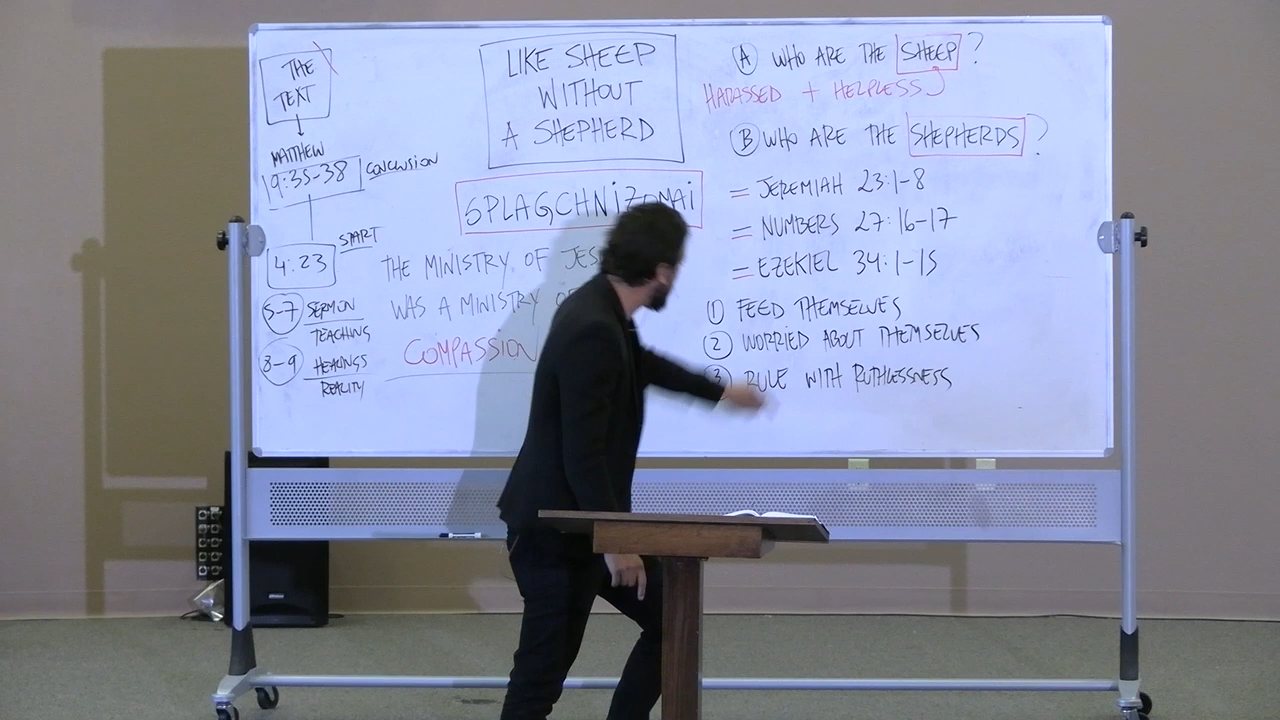 THE
TEXT
MATTHEW
9:35-38 CONCLUSION
4:23 START
5-7 SERMON
TEACHING
8-9 HEALINGS
REALITY
LIKE SHEEP
WITHOUT
A SHEPHERD
SPLAGCHNIZOMAI
THE MINISTRY OF JES
WAS A MINISTRY OF
COMPASSION
A WHO ARE THE SHEEP?
HARASSED + HELPLESS
B WHO ARE THE SHEPHERDS?
= JEREMIAH 23:1-8
= NUMBERS 27:16-17
= EZEKIEL 34:1-15
1 FEED THEMSELVES
2 WORRIED ABOUT THEMSELVES
3 RULE WITH RUTHLESSNESS